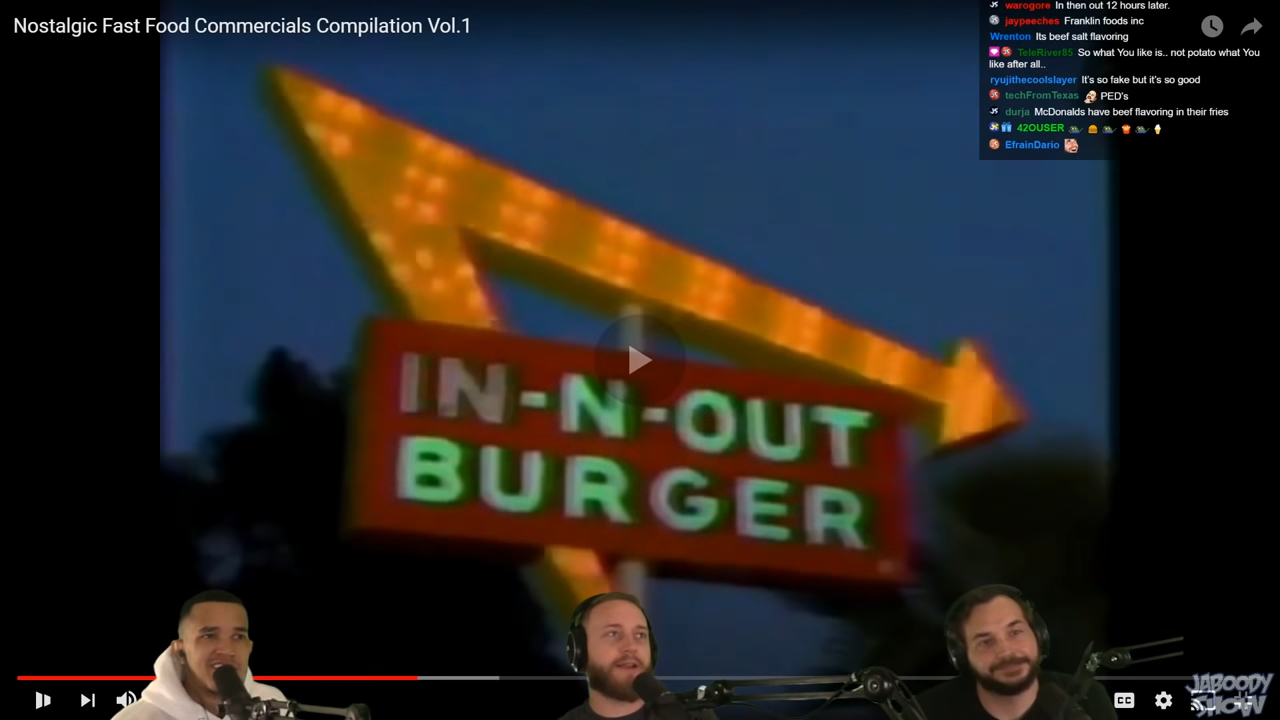 Nostalgic Fast Food Commercials Compilation Vol.1
warogore In then out 12 hours later.
jaypeeches Franklin foods inc
Wrenton Its beef salt flavoring
TeleRiver85 So what You like is.. not potato what You
like after all..
ryujithecoolslayer It's so fake but it's so good
techFromTexas PED's
durja McDonalds have beef flavoring in their fries
42OUSER
EfrainDario
IN-N-OUT
BURGER
CC
JABOODY
SHOW